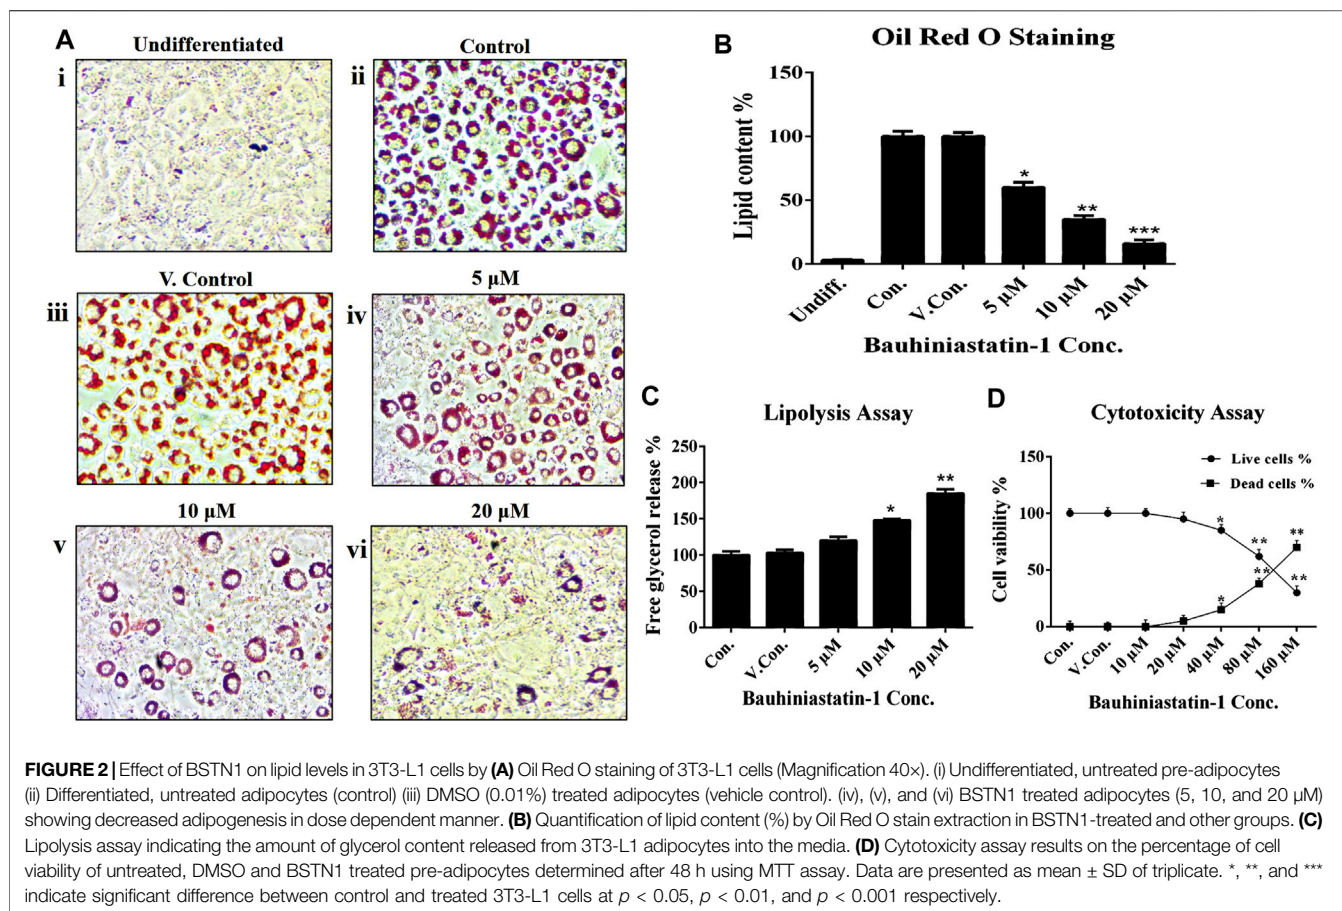 A
Undifferentiated
Control
i
ii
V. Control
5 µM
iii
iv
10 µM
20 µM
v
vi
B
Oil Red O Staining
Lipid content %
150
100
50
0
*
**
***
Undiff.
Con.
V.Con.
5 µM
10 µM
20 µM
Bauhiniastatin-1 Conc.
C
Lipolysis Assay
Free glycerol release %
250
200
150
100
50
0
*
**
Con.
V.Con.
5 µM
10 µM
20 µM
Bauhiniastatin-1 Conc.
D
Cytotoxicity Assay
Cell vaibility %
150
100
50
0
Live cells %
Dead cells %
*
**
**
**
**
*
Con.
V.Con.
10 µM
20 µM
40 µM
80 µM
160 µM
Bauhiniastatin-1 Conc.
FIGURE 2 | Effect of BSTN1 on lipid levels in 3T3-L1 cells by (A) Oil Red O staining of 3T3-L1 cells (Magnification 40×). (i) Undifferentiated, untreated pre-adipocytes
(ii) Differentiated, untreated adipocytes (control) (iii) DMSO (0.01%) treated adipocytes (vehicle control). (iv), (v), and (vi) BSTN1 treated adipocytes (5, 10, and 20 µM)
showing decreased adipogenesis in dose dependent manner. (B) Quantification of lipid content (%) by Oil Red O stain extraction in BSTN1-treated and other groups. (C)
Lipolysis assay indicating the amount of glycerol content released from 3T3-L1 adipocytes into the media. (D) Cytotoxicity assay results on the percentage of cell
viability of untreated, DMSO and BSTN1 treated pre-adipocytes determined after 48 h using MTT assay. Data are presented as mean ± SD of triplicate. *, **, and ***
indicate significant difference between control and treated 3T3-L1 cells at p < 0.05, p < 0.01, and p < 0.001 respectively.